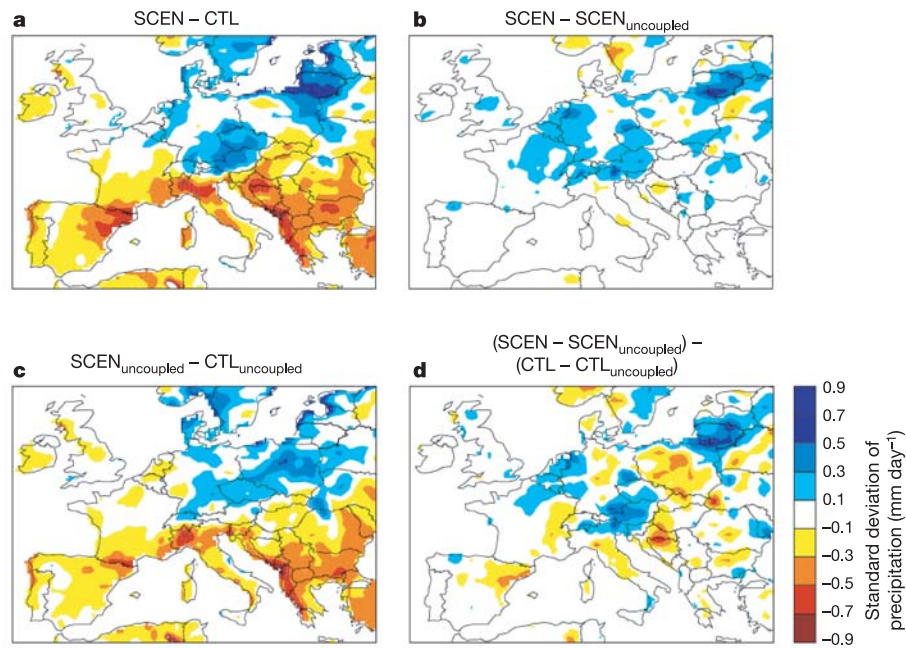 a SCEN – CTL
b SCEN – SCENuncoupled
c SCENuncoupled – CTLuncoupled
d (SCEN – SCENuncoupled) –
(CTL – CTLuncoupled)
0.9
0.7
0.5
0.3
0.1
–0.1
–0.3
–0.5
–0.7
–0.9
Standard deviation of
precipitation (mm day⁻¹)